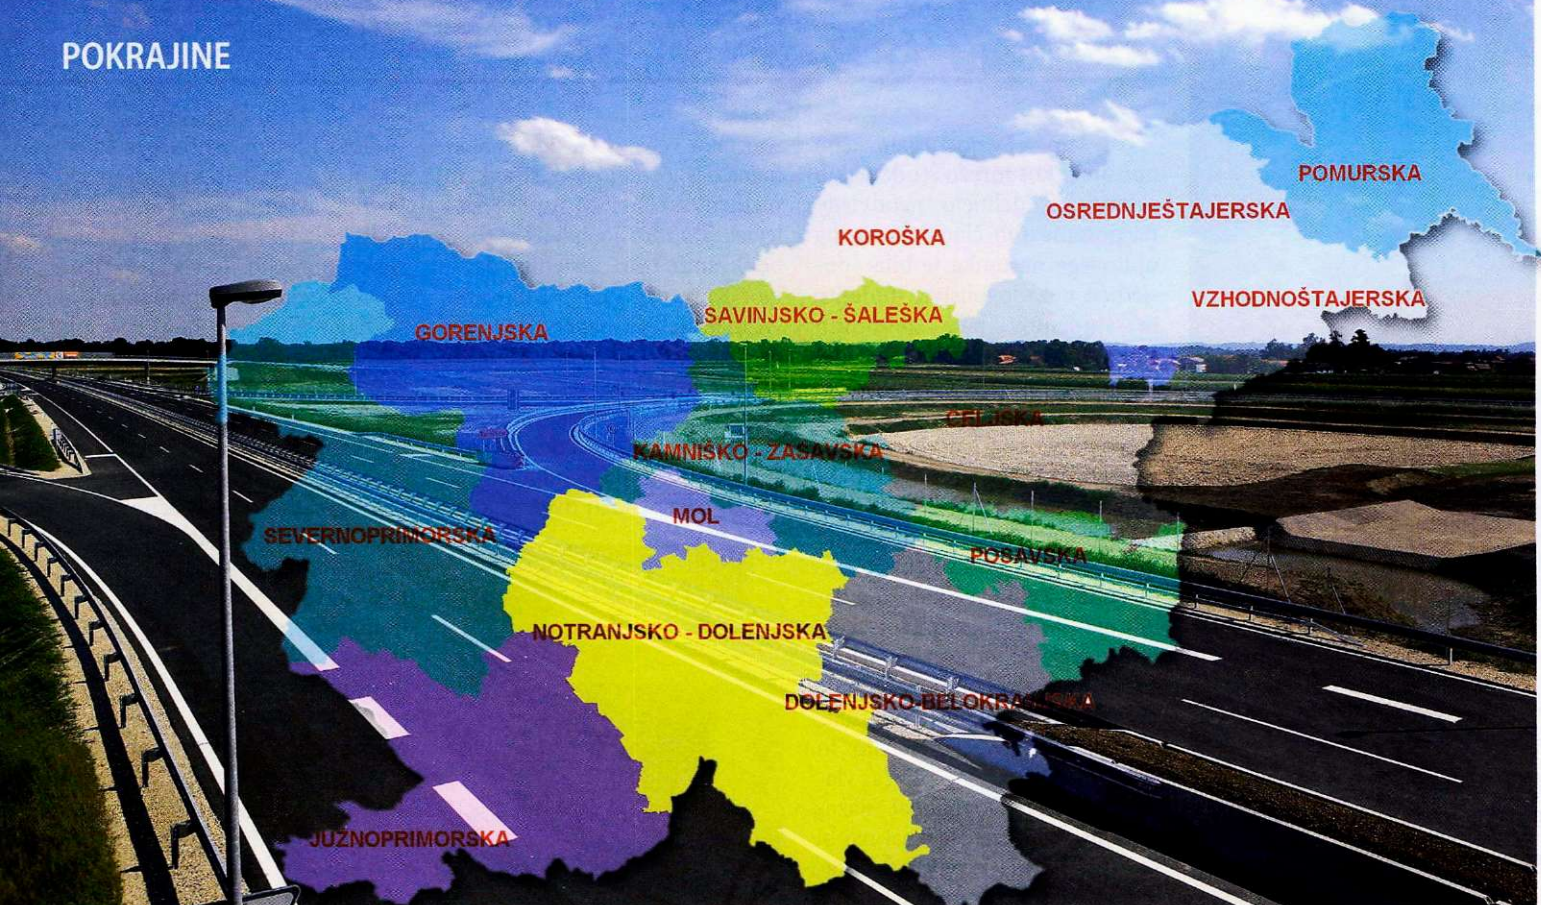 POKRAJINE
POMURSKA
OSREDNJEŠTAJERSKA
KOROŠKA
VZHODNOŠTAJERSKA
SAVINJSKO - ŠALEŠKA
GORENJSKA
CELJSKA
KAMNIŠKO - ZASAVSKA
MOL
SEVERNOPRIMORSKA
POSAVSKA
NOTRANJSKO - DOLENJSKA
DOLENJSKO-BELOKRANJSKA
JUŽNOPRIMORSKA